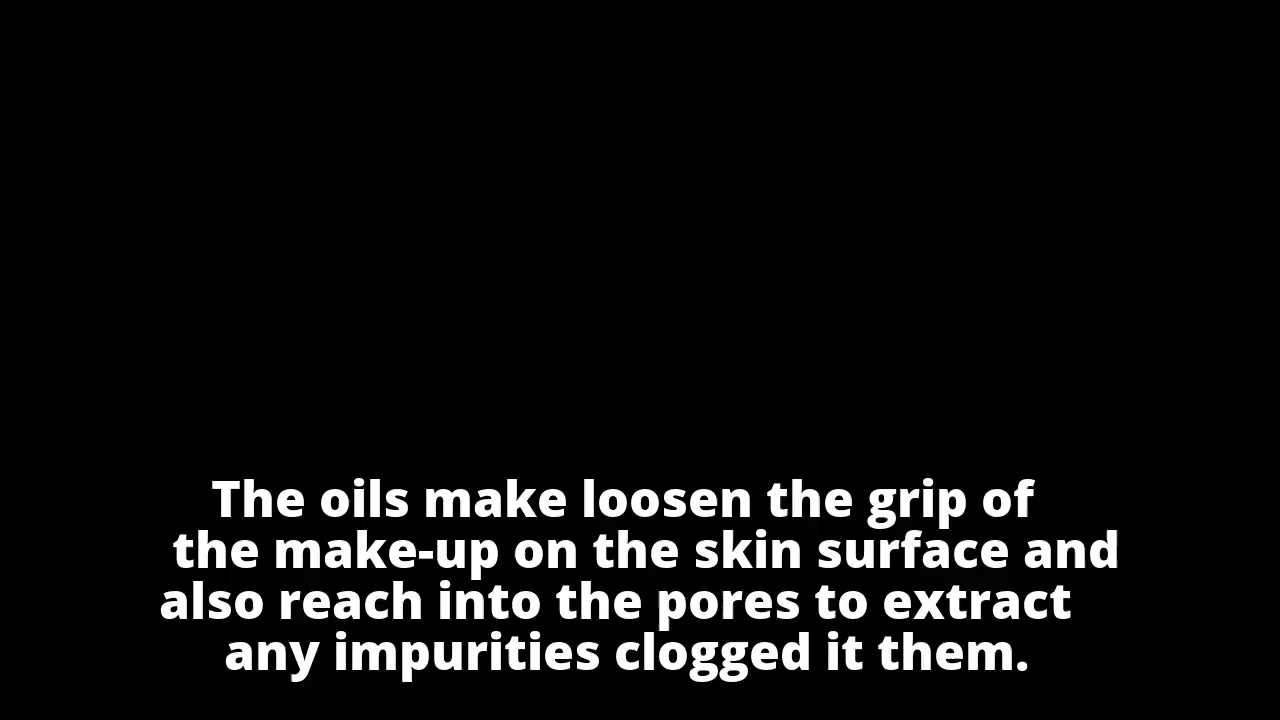 The oils make loosen the grip of
the make-up on the skin surface and
also reach into the pores to extract
any impurities clogged it them.